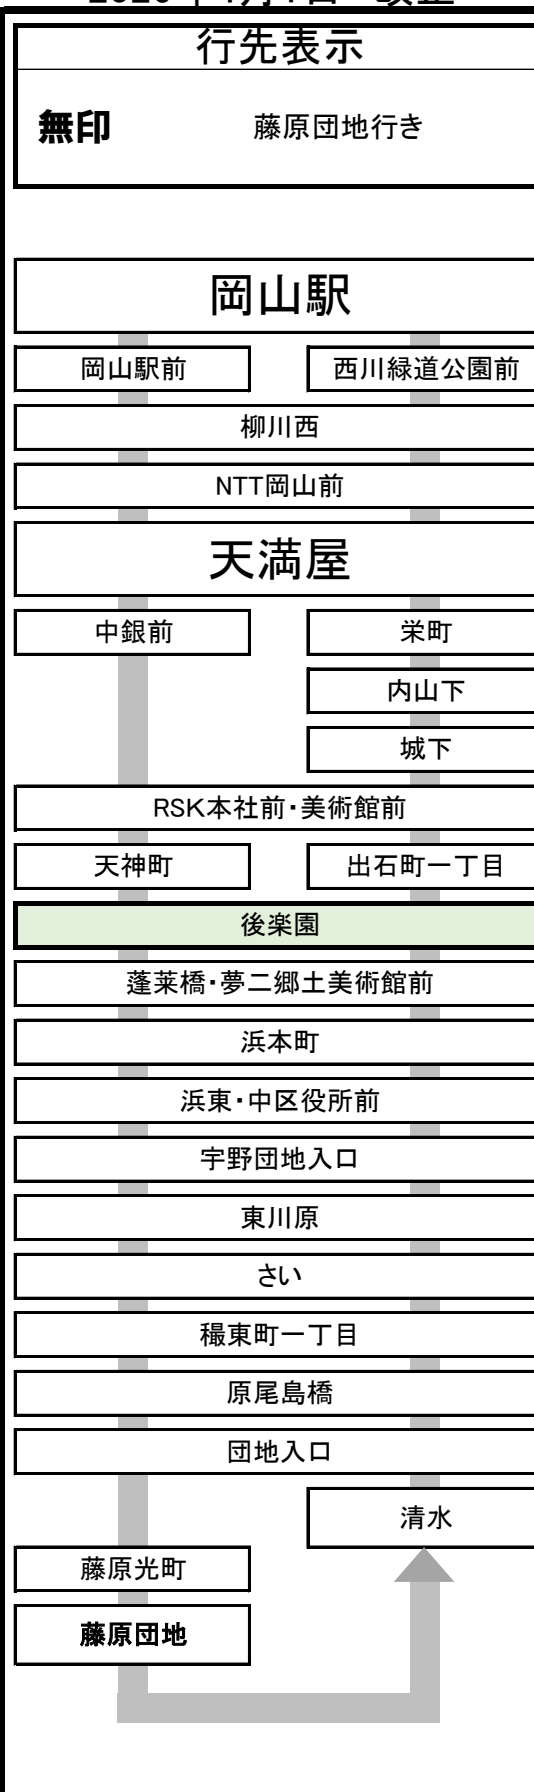 行先表示
無印 藤原団地行き
岡山駅
岡山駅前 西川緑道公園前
柳川西
NTT岡山前
天満屋
中銀前 栄町
内山下
城下
RSK本社前・美術館前
天神町 出石町一丁目
後楽園
蓬莱橋・夢二郷土美術館前
浜本町
浜東・中区役所前
宇野団地入口
東川原
さい
穝東町一丁目
原尾島橋
団地入口
清水
藤原光町
藤原団地